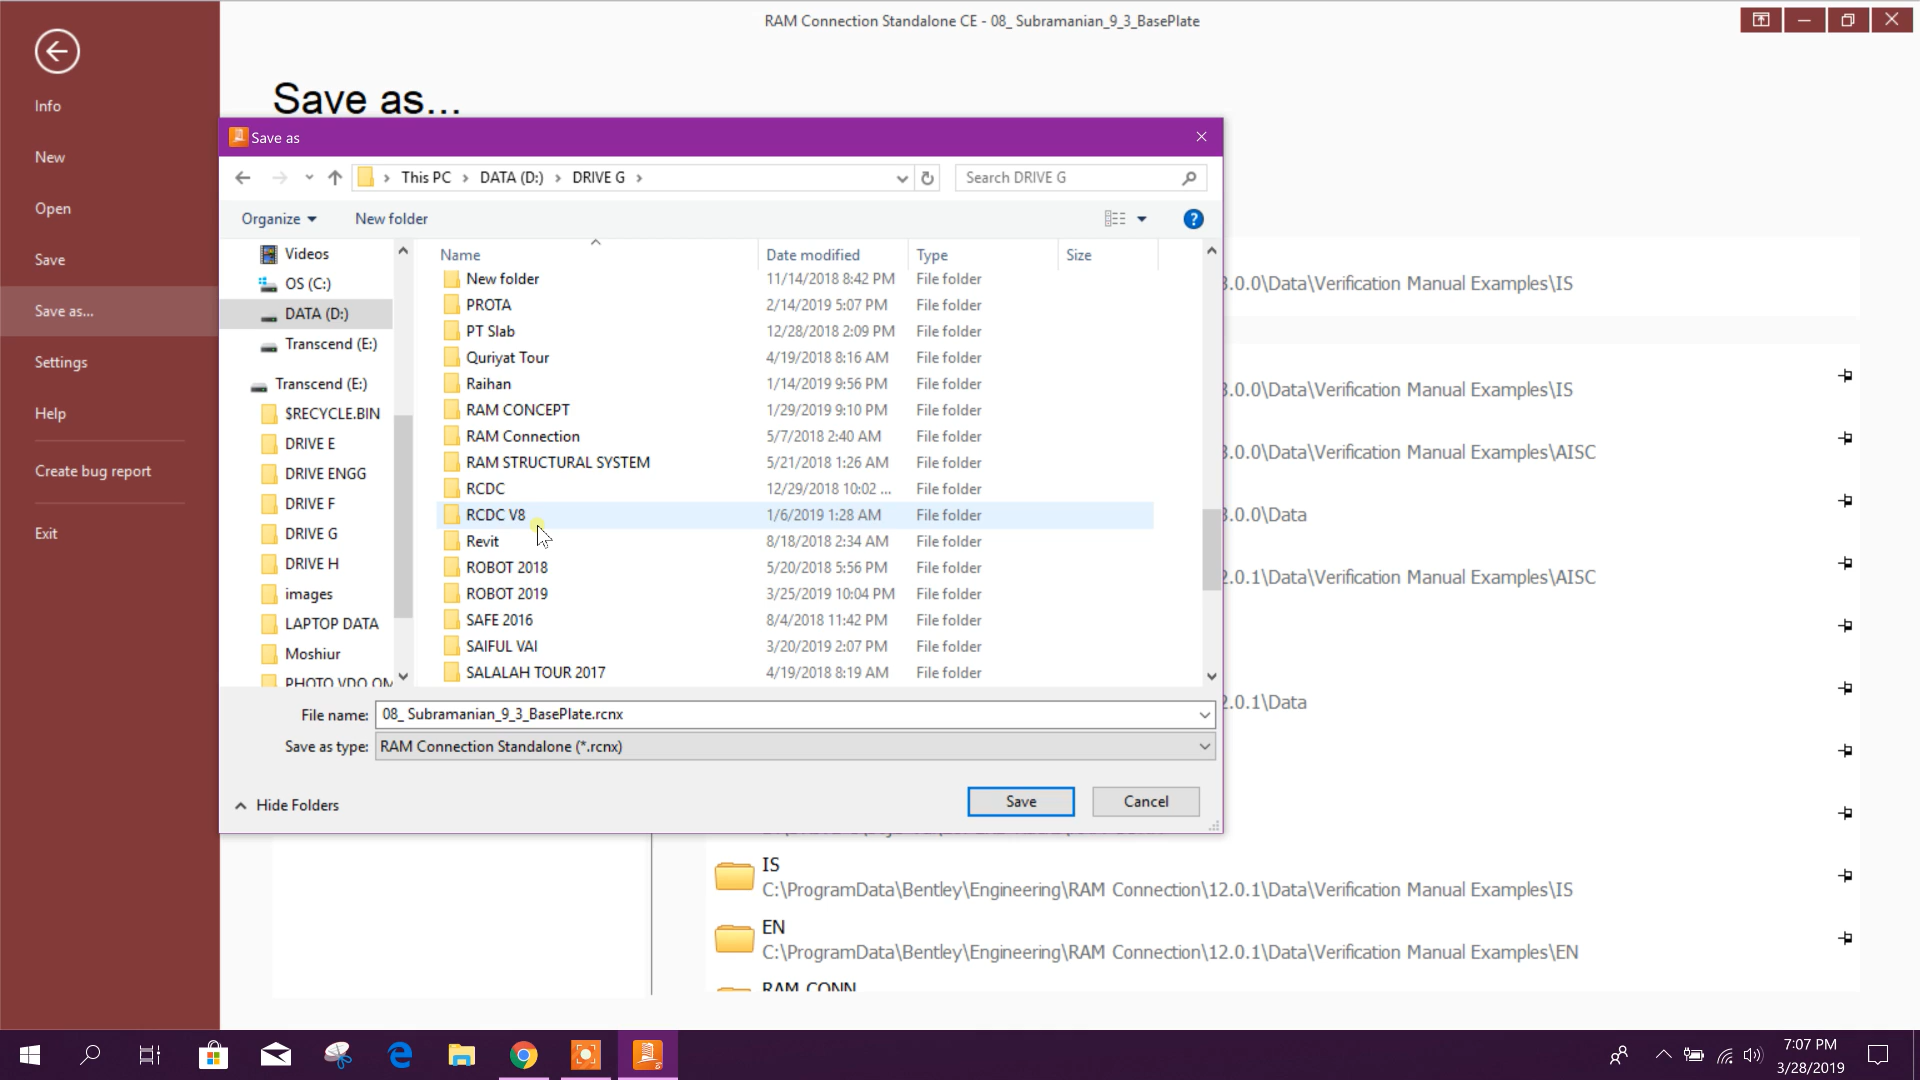 RAM Connection Standalone CE - 08_ Subramanian_9_3_BasePlate
Info
New
Open
Save
Save as...
Settings
Help
Create bug report
Exit
Save as...
Save as
This PC > DATA (D:) > DRIVE G >
Search DRIVE G
Organize
New folder
Videos
OS (C:)
DATA (D:)
Transcend (E:)
Transcend (E:)
$RECYCLE.BIN
DRIVE E
DRIVE ENGG
DRIVE F
DRIVE G
DRIVE H
images
LAPTOP DATA
Moshiur
PHOTO VDO OM
Name Date modified Type Size
New folder 11/14/2018 8:42 PM File folder
PROTA 2/14/2019 5:07 PM File folder
PT Slab 12/28/2018 2:09 PM File folder
Quriyat Tour 4/19/2018 8:16 AM File folder
Raihan 1/14/2019 9:56 PM File folder
RAM CONCEPT 1/29/2019 9:10 PM File folder
RAM Connection 5/7/2018 2:40 AM File folder
RAM STRUCTURAL SYSTEM 5/21/2018 1:26 AM File folder
RCDC 12/29/2018 10:02 ... File folder
RCDC V8 1/6/2019 1:28 AM File folder
Revit 8/18/2018 2:34 AM File folder
ROBOT 2018 5/20/2018 5:56 PM File folder
ROBOT 2019 3/25/2019 10:04 PM File folder
SAFE 2016 8/4/2018 11:42 PM File folder
SAIFUL VAI 3/20/2019 2:07 PM File folder
SALALAH TOUR 2017 4/19/2018 8:19 AM File folder
File name: 08_ Subramanian_9_3_BasePlate.rcnx
Save as type: RAM Connection Standalone (*.rcnx)
Hide Folders
Save
Cancel
3.0.0\Data\Verification Manual Examples\IS
3.0.0\Data\Verification Manual Examples\IS
3.0.0\Data\Verification Manual Examples\AISC
3.0.0\Data
2.0.1\Data\Verification Manual Examples\AISC
2.0.1\Data
IS
C:\ProgramData\Bentley\Engineering\RAM Connection\12.0.1\Data\Verification Manual Examples\IS
EN
C:\ProgramData\Bentley\Engineering\RAM Connection\12.0.1\Data\Verification Manual Examples\EN
RAM CONN
7:07 PM
3/28/2019